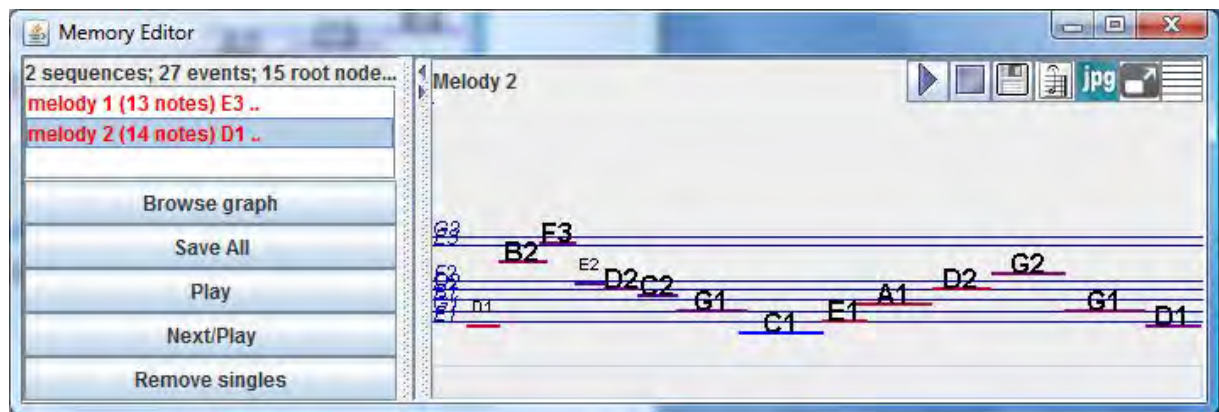 Memory Editor
2 sequences; 27 events; 15 root node...
melody 1 (13 notes) E3 ..
melody 2 (14 notes) D1 ..
Browse graph
Save All
Play
Next/Play
Remove singles
Melody 2
jpg
D1
B2
E3
E2
D2
C2
G1
C1
E1
A1
D2
G2
G1
D1